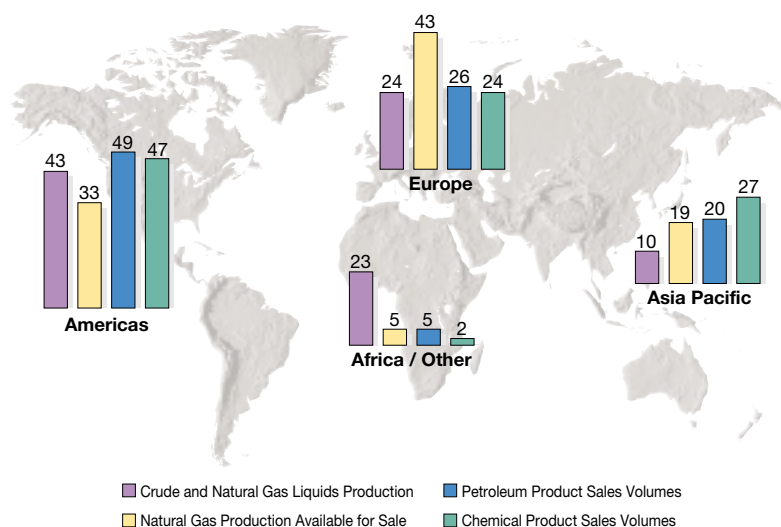 43
24
26
24
Europe
43
33
49
47
Americas
10
19
20
27
Asia Pacific
23
5
5
2
Africa / Other
Crude and Natural Gas Liquids Production
Petroleum Product Sales Volumes
Natural Gas Production Available for Sale
Chemical Product Sales Volumes